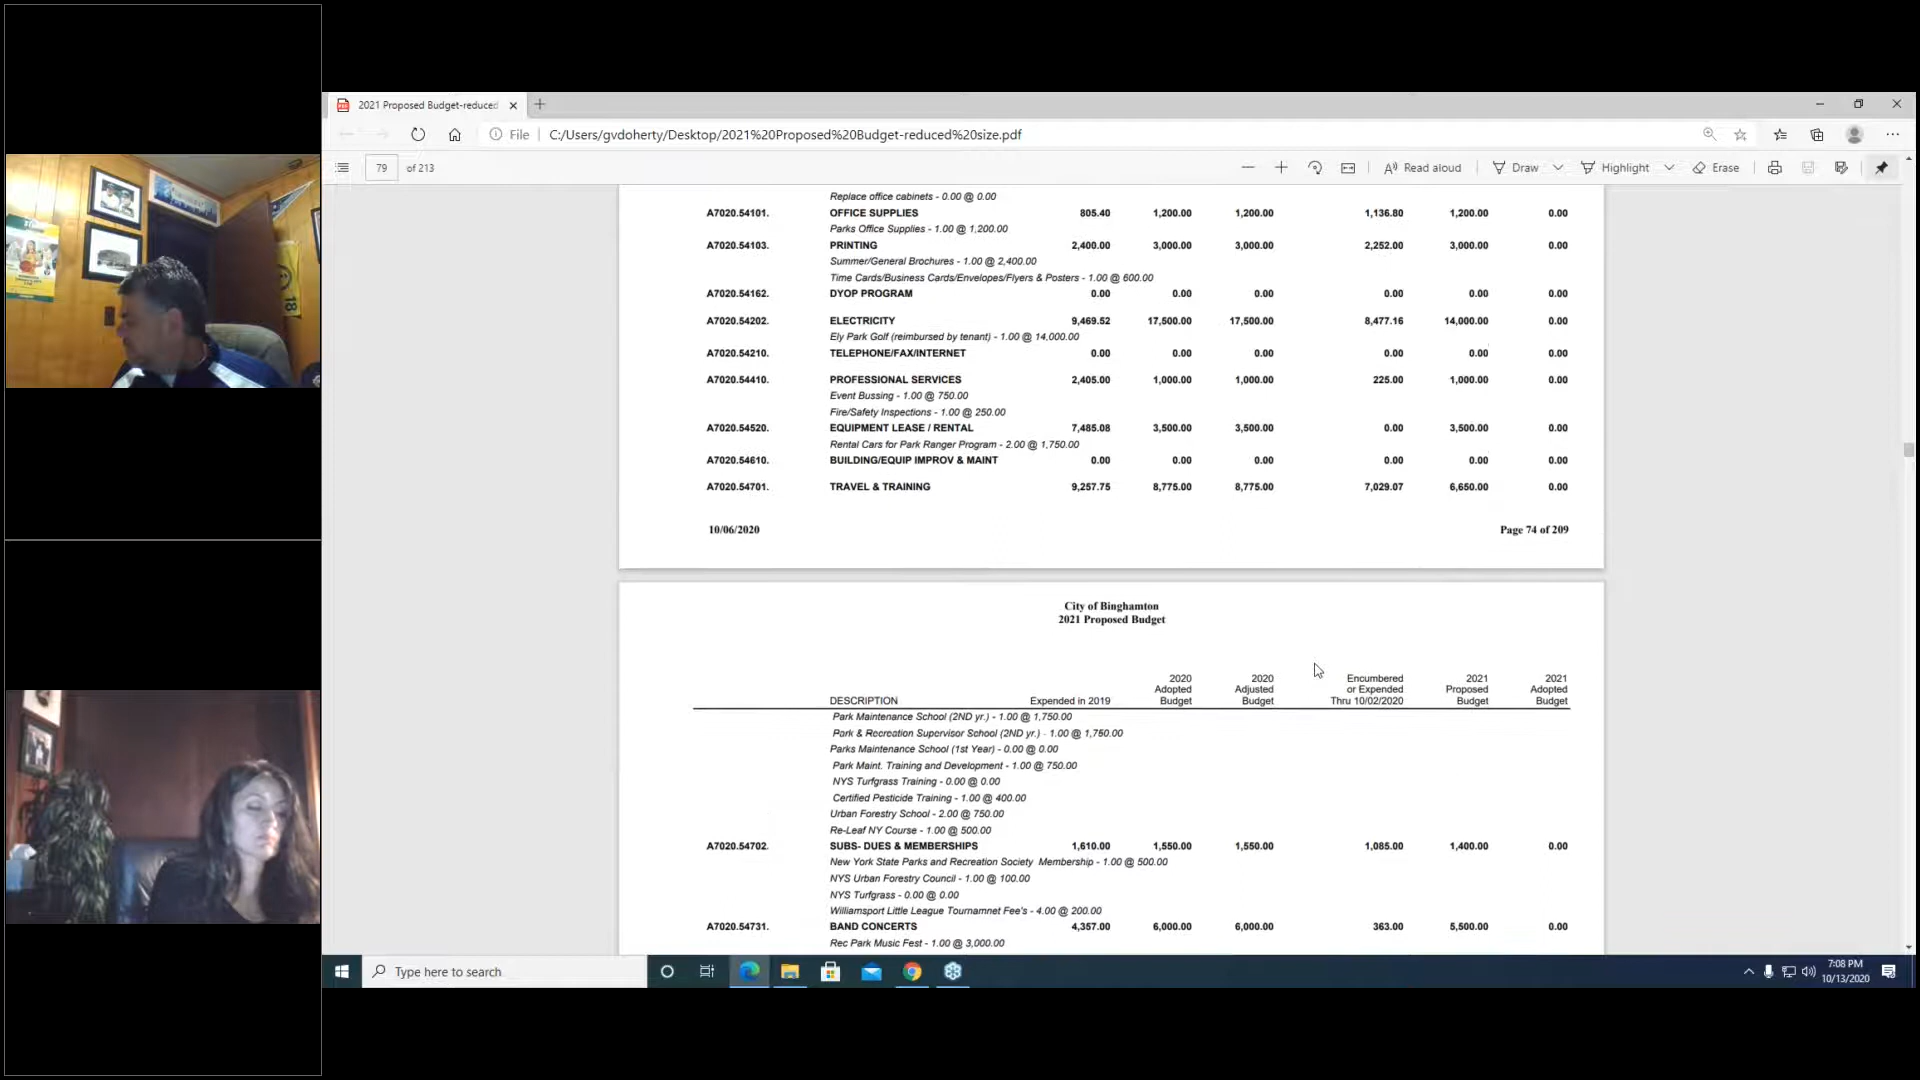 2021 Proposed Budget-reduced
File C:/Users/gvdoherty/Desktop/2021%20Proposed%20Budget-reduced%20size.pdf
79 of 213 Read aloud Draw Highlight Erase
Replace office cabinets - 0.00 @ 0.00
A7020.54101. OFFICE SUPPLIES 805.40 1,200.00 1,200.00 1,136.80 1,200.00 0.00
Parks Office Supplies - 1.00 @ 1,200.00
A7020.54103. PRINTING 2,400.00 3,000.00 3,000.00 2,252.00 3,000.00 0.00
Summer/General Brochures - 1.00 @ 2,400.00
Time Cards/Business Cards/Envelopes/Flyers & Posters - 1.00 @ 600.00
A7020.54162. DYOP PROGRAM 0.00 0.00 0.00 0.00 0.00 0.00
A7020.54202. ELECTRICITY 9,469.52 17,500.00 17,500.00 8,477.16 14,000.00 0.00
Ely Park Golf (reimbursed by tenant) - 1.00 @ 14,000.00
A7020.54210. TELEPHONE/FAX/INTERNET 0.00 0.00 0.00 0.00 0.00 0.00
A7020.54410. PROFESSIONAL SERVICES 2,405.00 1,000.00 1,000.00 225.00 1,000.00 0.00
Event Bussing - 1.00 @ 750.00
Fire/Safety Inspections - 1.00 @ 250.00
A7020.54520. EQUIPMENT LEASE / RENTAL 7,485.08 3,500.00 3,500.00 0.00 3,500.00 0.00
Rental Cars for Park Ranger Program - 2.00 @ 1,750.00
A7020.54610. BUILDING/EQUIP IMPROV & MAINT 0.00 0.00 0.00 0.00 0.00 0.00
A7020.54701. TRAVEL & TRAINING 9,257.75 8,775.00 8,775.00 7,029.07 6,650.00 0.00
10/06/2020 Page 74 of 209
City of Binghamton
2021 Proposed Budget
2020 2020 Encumbered 2021 2021
Adopted Adjusted or Expended Proposed Adopted
DESCRIPTION Expended in 2019 Budget Budget Thru 10/02/2020 Budget Budget
Park Maintenance School (2ND yr.) - 1.00 @ 1,750.00
Park & Recreation Supervisor School (2ND yr.) - 1.00 @ 1,750.00
Parks Maintenance School (1st Year) - 0.00 @ 0.00
Park Maint. Training and Development - 1.00 @ 750.00
NYS Turfgrass Training - 0.00 @ 0.00
Certified Pesticide Training - 1.00 @ 400.00
Urban Forestry School - 2.00 @ 750.00
Re-Leaf NY Course - 1.00 @ 500.00
A7020.54702. SUBS- DUES & MEMBERSHIPS 1,610.00 1,550.00 1,550.00 1,085.00 1,400.00 0.00
New York State Parks and Recreation Society Membership - 1.00 @ 500.00
NYS Urban Forestry Council - 1.00 @ 100.00
NYS Turfgrass - 0.00 @ 0.00
Williamsport Little League Tournamnet Fee's - 4.00 @ 200.00
A7020.54731. BAND CONCERTS 4,357.00 6,000.00 6,000.00 363.00 5,500.00 0.00
Rec Park Music Fest - 1.00 @ 3,000.00
Type here to search
7:08 PM
10/13/2020
18